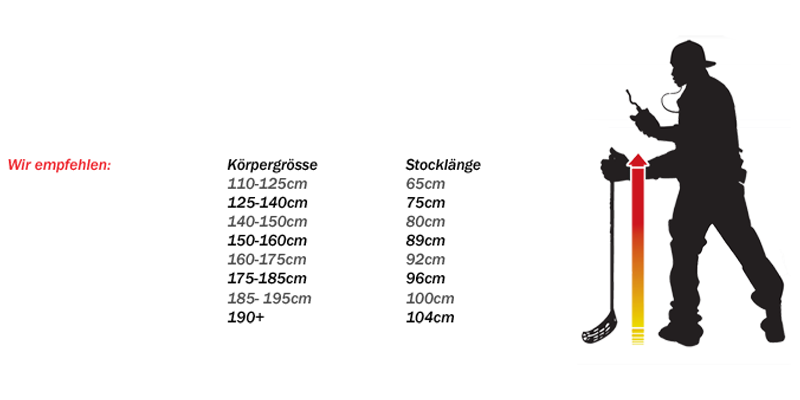 Wir empfehlen: Körpergrösse Stocklänge
110-125cm 65cm
125-140cm 75cm
140-150cm 80cm
150-160cm 89cm
160-175cm 92cm
175-185cm 96cm
185- 195cm 100cm
190+ 104cm